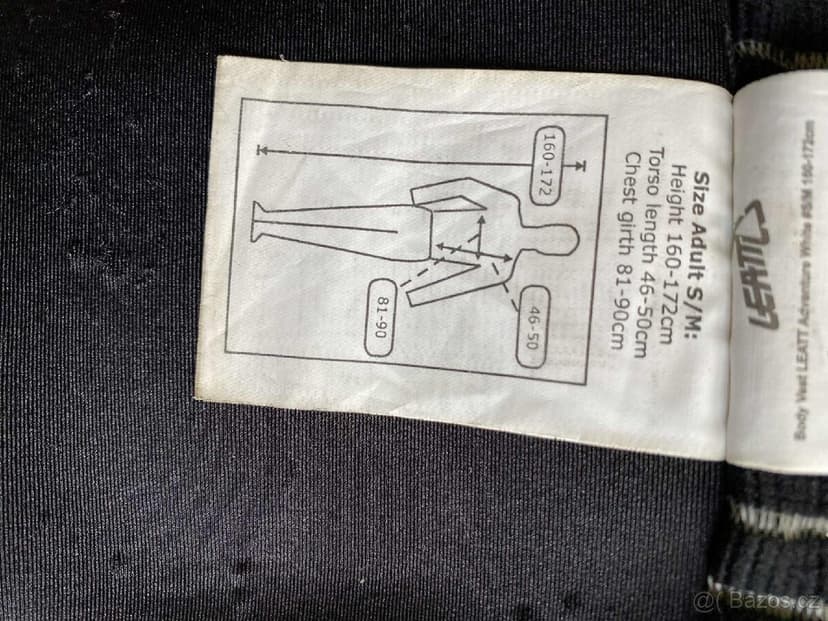 Body Vest LEATT Adventure White #S/M 160-172cm
LEATT
Size Adult S/M:
Height 160-172cm
Torso length 46-50cm
Chest girth 81-90cm
160-172
46-50
81-90
@( Bazoš.cz